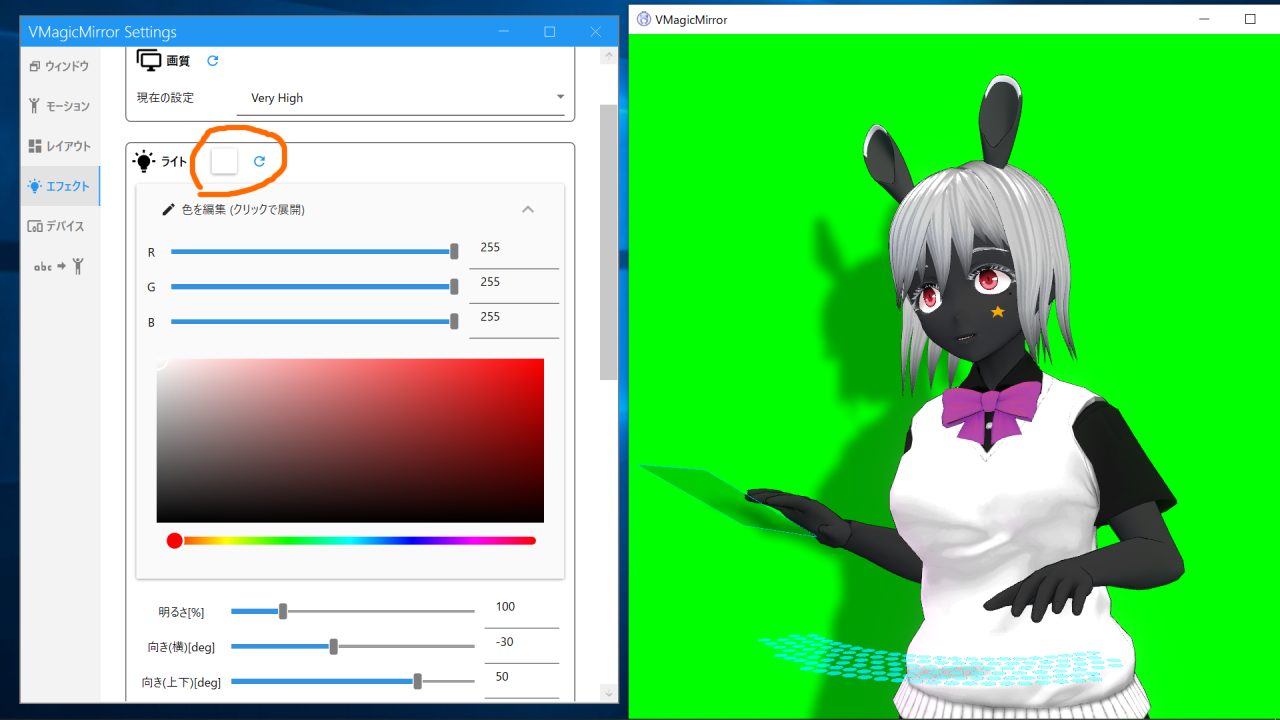 VMagicMirror Settings
ウィンドウ
モーション
レイアウト
エフェクト
デバイス
abc
画質
現在の設定
Very High
ライト
色を編集 (クリックで展開)
R
255
G
255
B
255
明るさ[%]
100
向き(横)[deg]
-30
向き(上下)[deg]
50
VMagicMirror